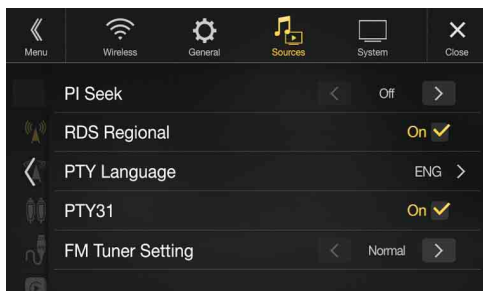 Menu
Wireless
General
Sources
System
Close
PI Seek
Off
RDS Regional
On
PTY Language
ENG
PTY31
On
FM Tuner Setting
Normal